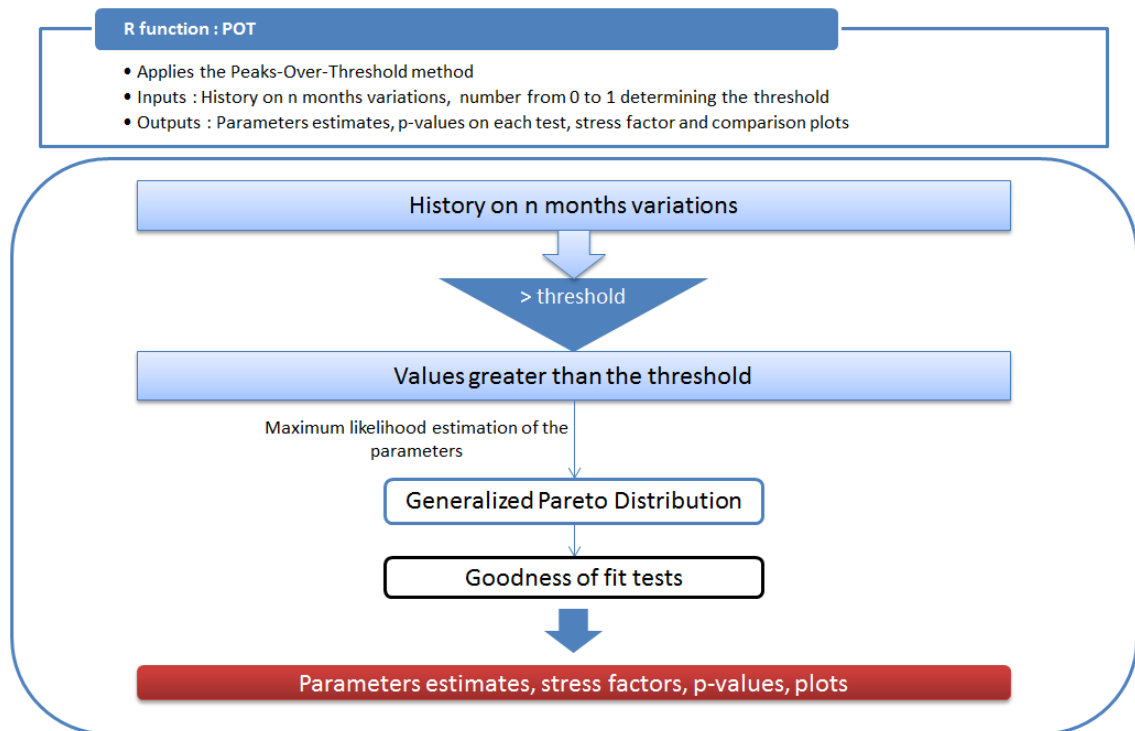 R function : POT
• Applies the Peaks-Over-Threshold method
• Inputs : History on n months variations, number from 0 to 1 determining the threshold
• Outputs : Parameters estimates, p-values on each test, stress factor and comparison plots
History on n months variations
> threshold
Values greater than the threshold
Maximum likelihood estimation of the
parameters
Generalized Pareto Distribution
Goodness of fit tests
Parameters estimates, stress factors, p-values, plots